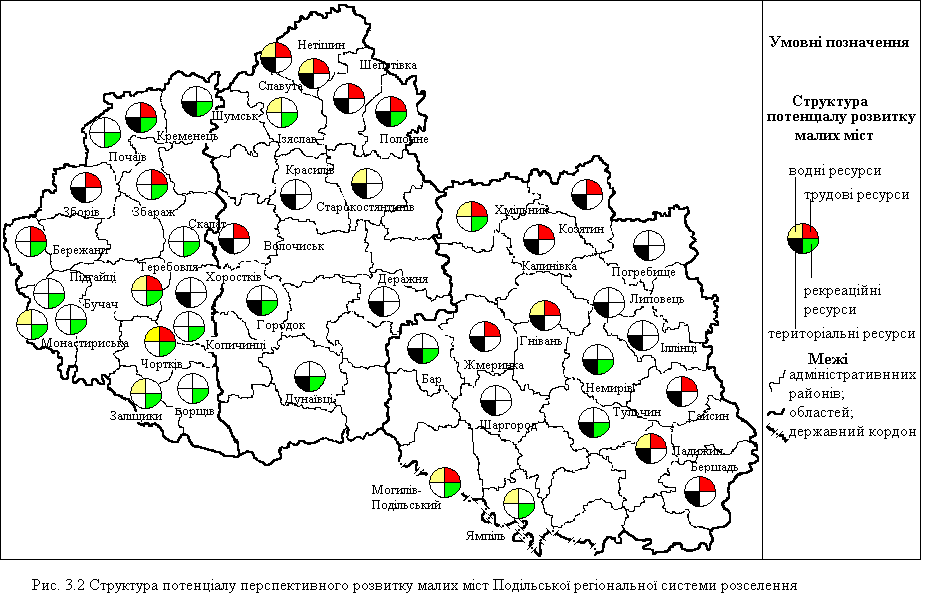 Нетішин
Шепетівка
Славута
Шумськ
Ізяслав
Полонне
Кременець
Почаїв
Красилів
Старокостянтинів
Зборів
Збараж
Хмільник
Скалат
Козятин
Волочиськ
Бережани
Калинівка
Погребище
Теребовля
Підгайці
Хоростків
Деражня
Бучач
Липовець
Городок
Монастириська
Копичинці
Гнівань
Іллінці
Чортків
Жмеринка
Бар
Немирів
Дунаївці
Заліщики
Борщів
Тульчин
Гайсин
Шаргород
Ладижин
Бершадь
Могилів-
Подільський
Ямпіль
Умовні позначення
Структура
потенціалу розвитку
малих міст
водні ресурси
трудові ресурси
рекреаційні
ресурси
територіальні ресурси
Межі
адміністративнних
районів;
областей;
державний кордон
Рис. 3.2 Структура потенціалу перспективного розвитку малих міст Подільської регіональної системи розселення